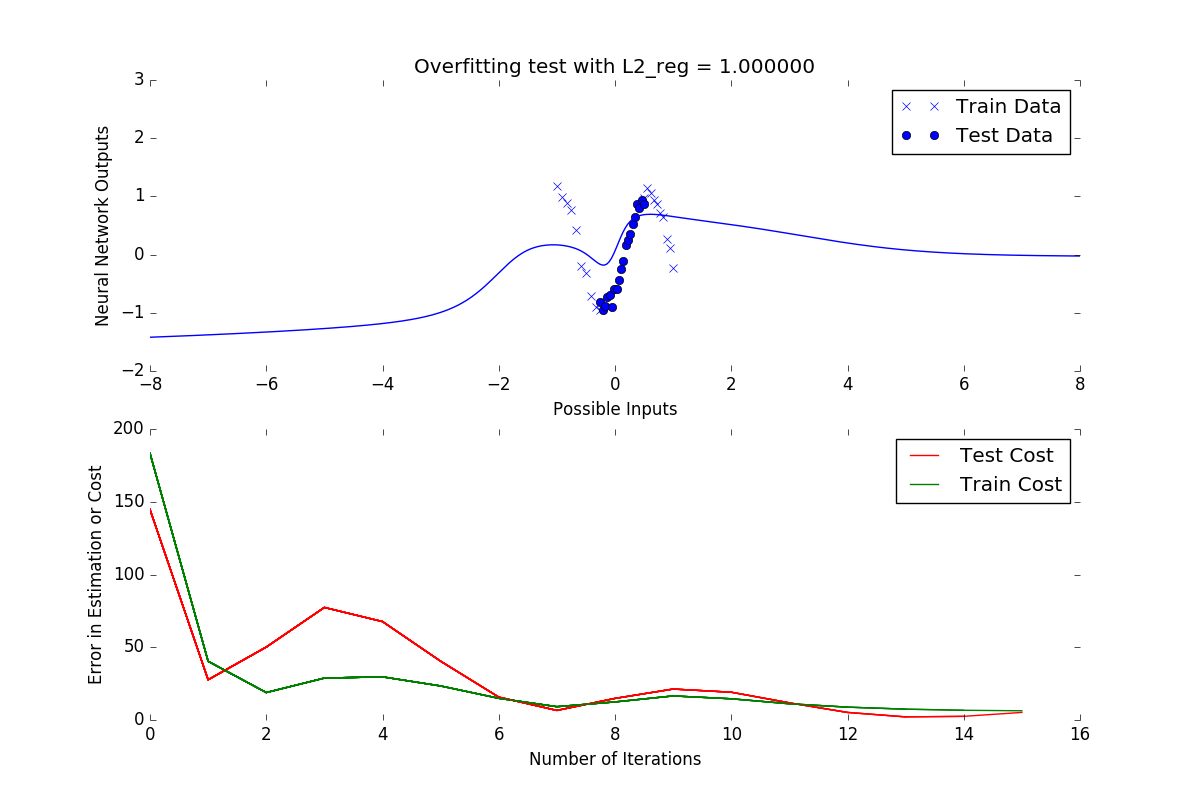 Overfitting test with L2_reg = 1.000000
3
2
1
0
−1
−2
Neural Network Outputs
Train Data
Test Data
−8 −6 −4 −2 0 2 4 6 8
Possible Inputs
200
150
100
50
0
Error in Estimation or Cost
Test Cost
Train Cost
0 2 4 6 8 10 12 14 16
Number of Iterations